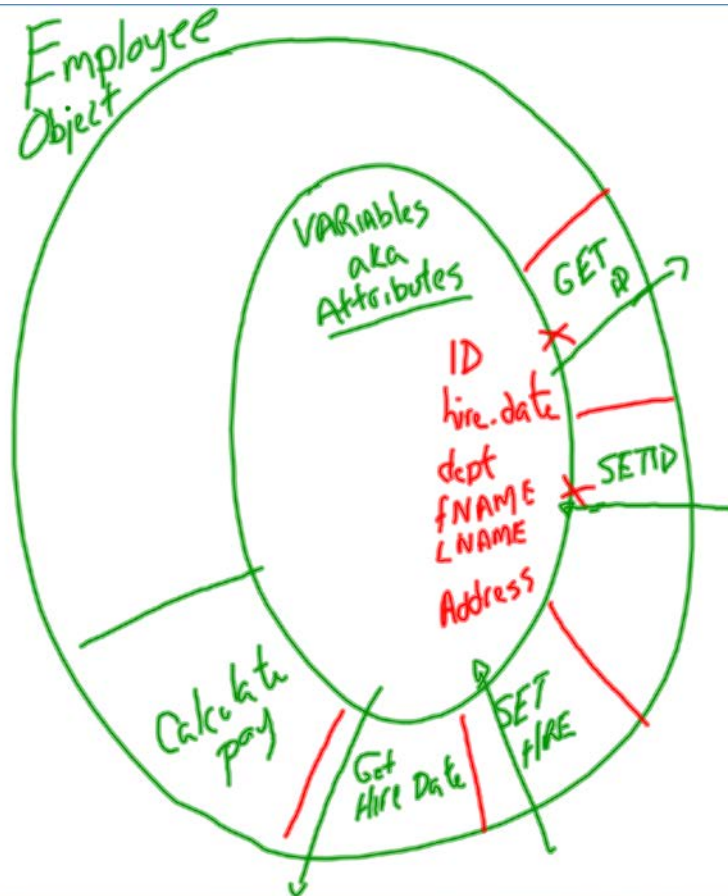 Employee
Object
VARiables
aka
Attributes
GET
ID
ID
hire.date
SETID
dept
fNAME
LNAME
Address
SET
HIRE
Get
Hire Date
Calculate
pay